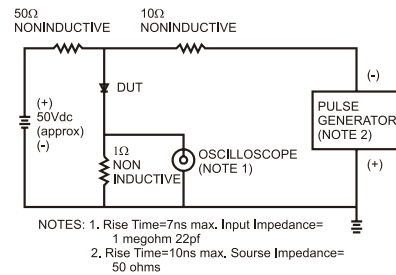 50Ω
NONINDUCTIVE
10Ω
NONINDUCTIVE
(+)
50Vdc
(approx)
(-)
DUT
1Ω
NON
INDUCTIVE
OSCILLOSCOPE
(NOTE 1)
(-)
PULSE
GENERATOR
(NOTE 2)
(+)
NOTES: 1. Rise Time=7ns max. Input Impedance=
1 megohm 22pf
2. Rise Time=10ns max. Sourse Impedance=
50 ohms